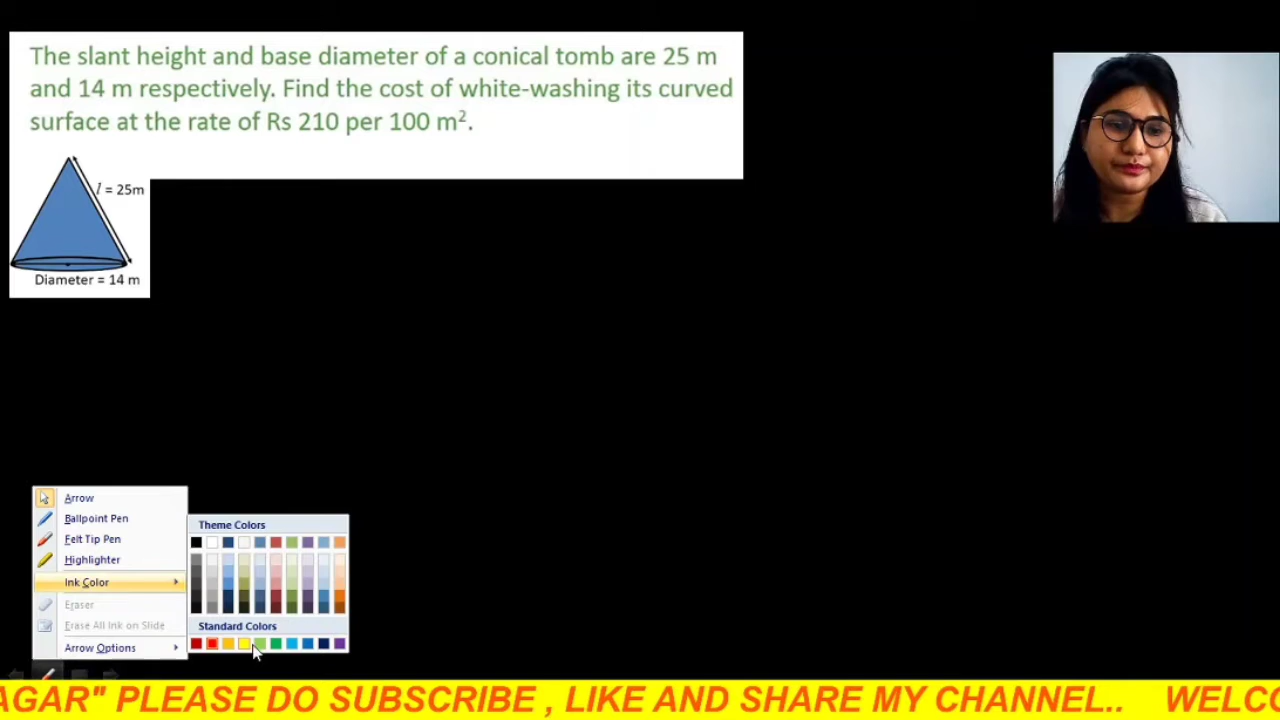 The slant height and base diameter of a conical tomb are 25 m
and 14 m respectively. Find the cost of white-washing its curved
surface at the rate of Rs 210 per 100 m².
l = 25m
Diameter = 14 m
Arrow
Ballpoint Pen
Felt Tip Pen
Highlighter
Ink Color
Eraser
Erase All Ink on Slide
Arrow Options
Theme Colors
Standard Colors
AGAR" PLEASE DO SUBSCRIBE , LIKE AND SHARE MY CHANNEL.. WELCO